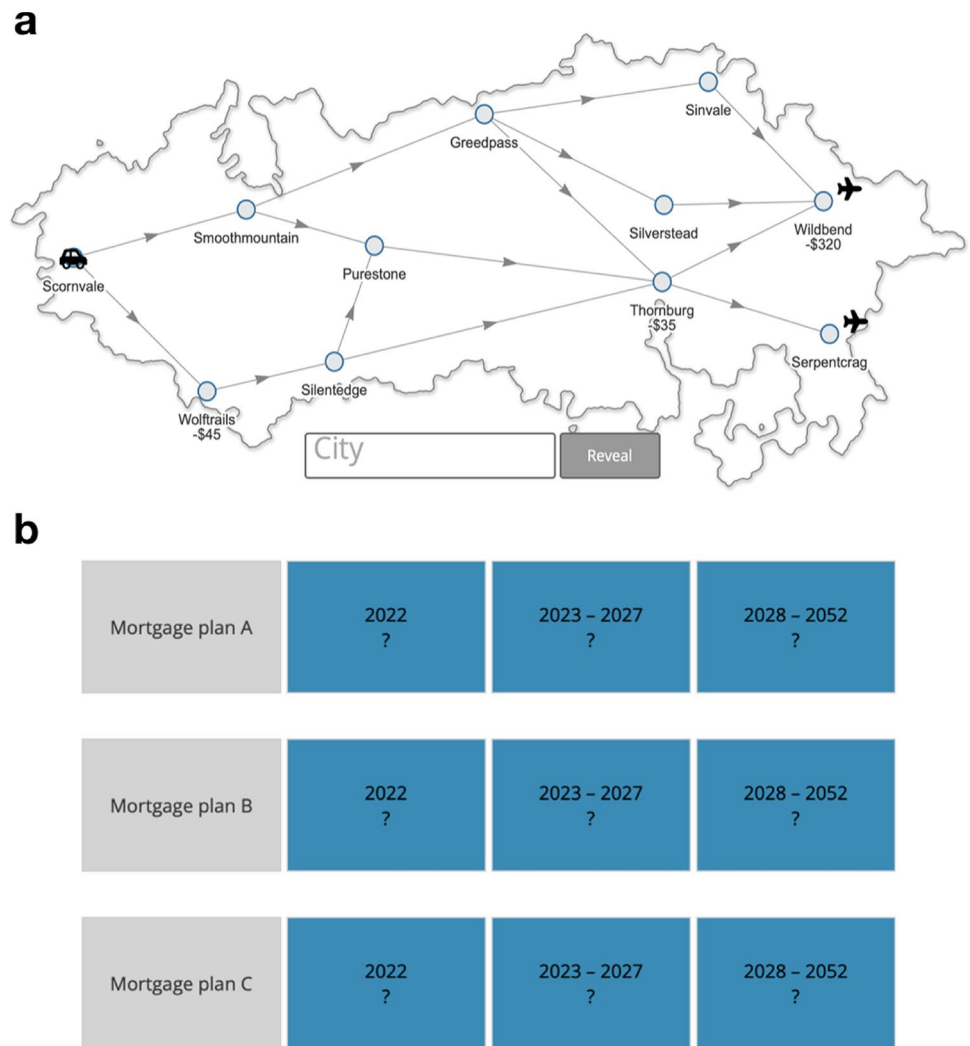 a
Sinvale
Greedpass
Smoothmountain
Silverstead
Wildbend
-$320
Scornvale
Purestone
Thornburg
-$35
Serpentcrag
Silentedge
Wolftrails
-$45
City
Reveal
b
Mortgage plan A
2022
?
2023 – 2027
?
2028 – 2052
?
Mortgage plan B
2022
?
2023 – 2027
?
2028 – 2052
?
Mortgage plan C
2022
?
2023 – 2027
?
2028 – 2052
?